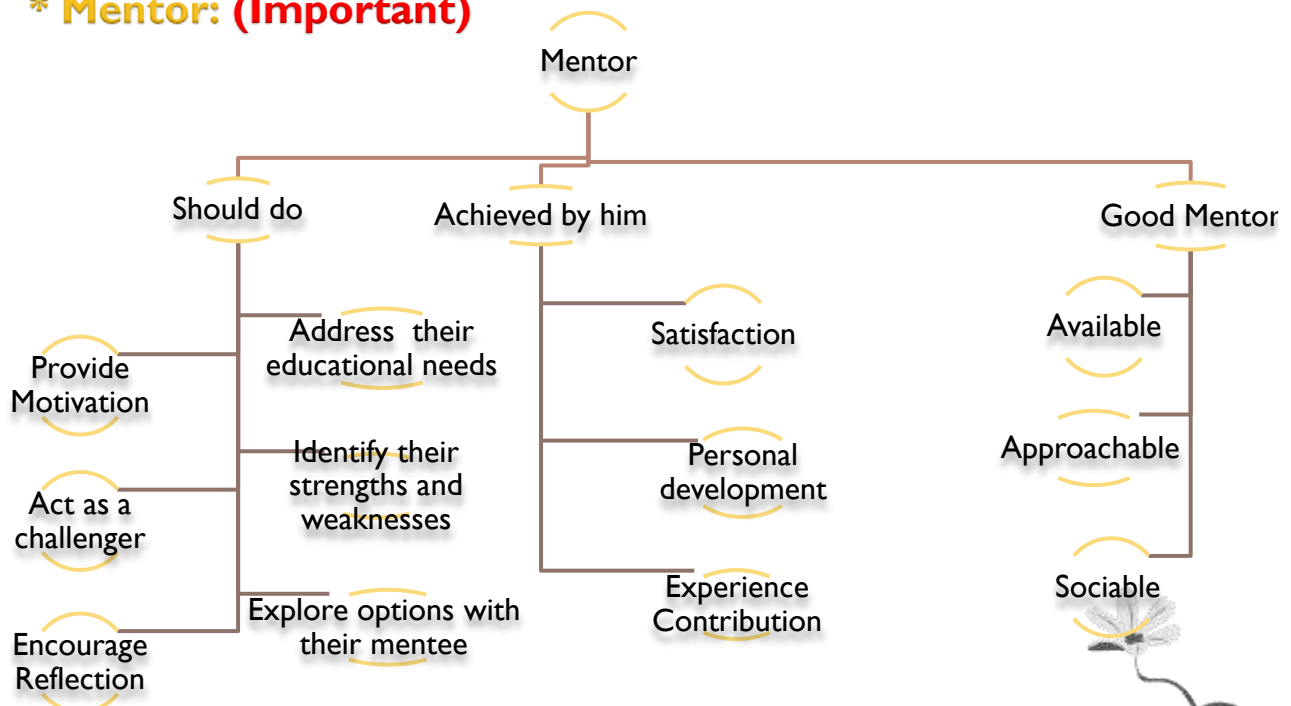 * Mentor: (Important)
Mentor
Should do
Achieved by him
Good Mentor
Provide
Motivation
Act as a
challenger
Encourage
Reflection
Address their
educational needs
Identify their
strengths and
weaknesses
Explore options with
their mentee
Satisfaction
Personal
development
Experience
Contribution
Available
Approachable
Sociable